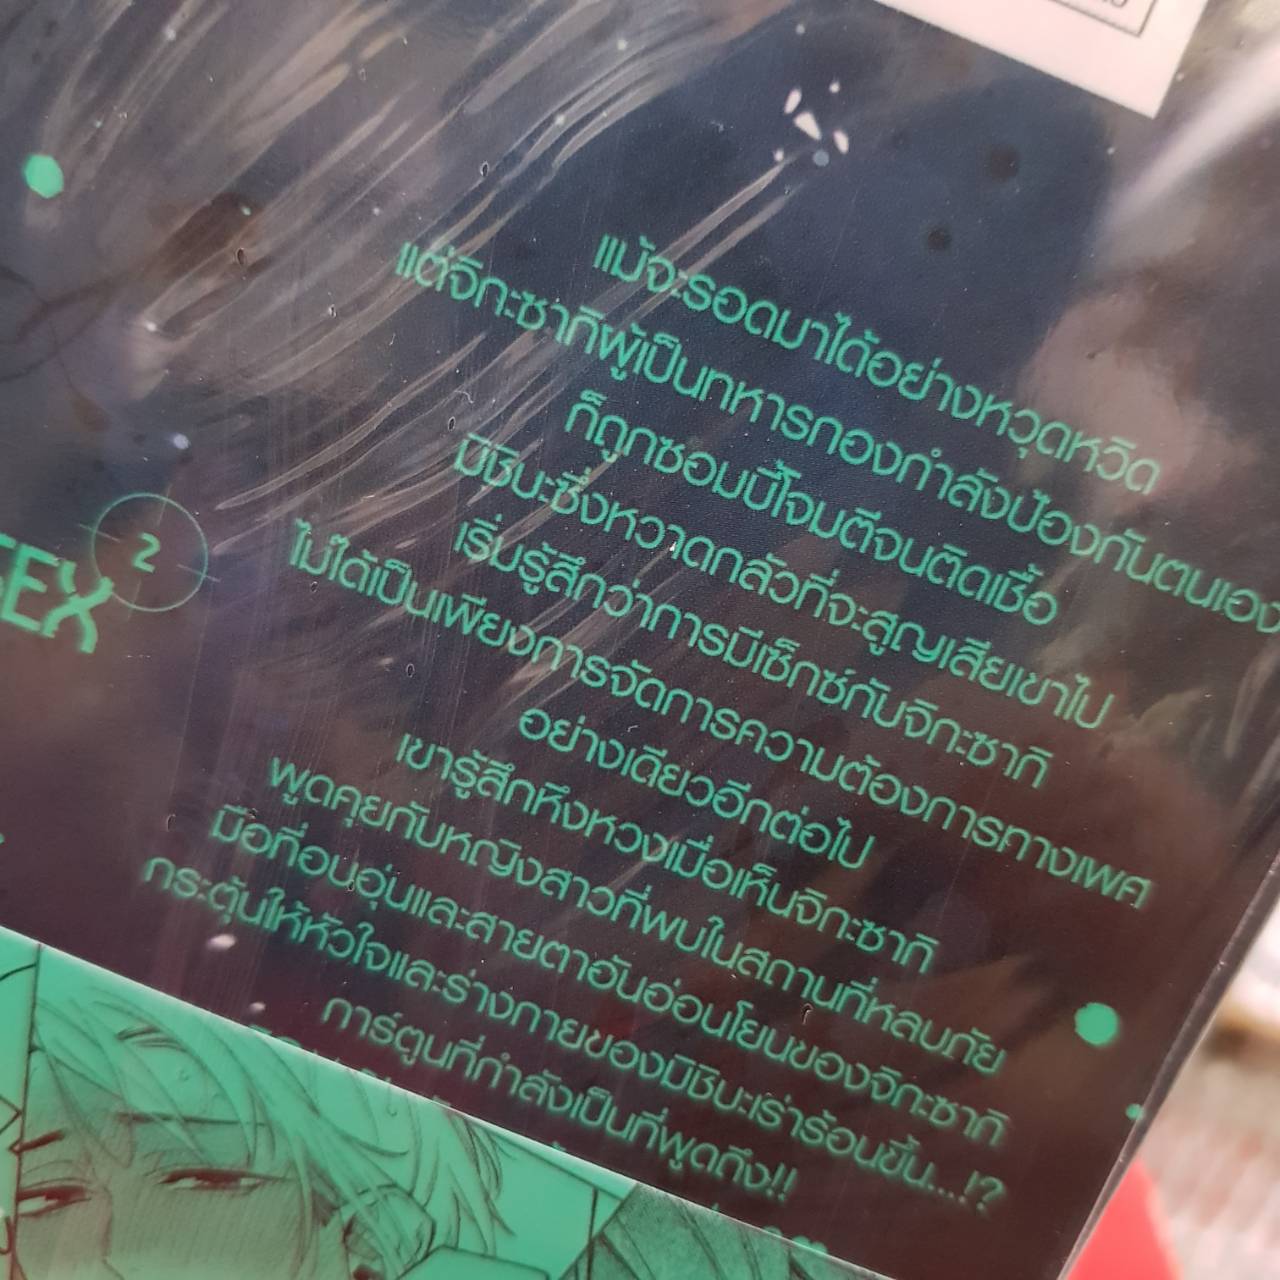 แม้จะรอดมาได้อย่างหวุดหวิด
แต่จิกะซากิผู้เป็นทหารกองกำลังป้องกันตนเอง
ก็ถูกซอมบี้โจมตีจนติดเชื้อ
มิชิบะซึ่งหวาดกลัวที่จะสูญเสียเขาไป
เริ่มรู้สึกว่าการมีเซ็กซ์กับจิกะซากิ
ไม่ได้เป็นเพียงการจัดการความต้องการทางเพศ
อย่างเดียวอีกต่อไป
เขารู้สึกหึงหวงเมื่อเห็นจิกะซากิ
พูดคุยกับหญิงสาวที่พบในสถานที่หลบภัย
มืออันอบอุ่นและสายตาอันอ่อนโยนของจิกะซากิ
กระตุ้นให้หัวใจและร่างกายของมิชิบะเร่าร้อนขึ้น...!?
การ์ตูนที่กำลังเป็นที่พูดถึง!!
SEX 2